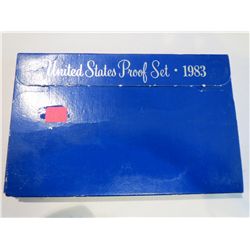 United States Proof Set · 1983